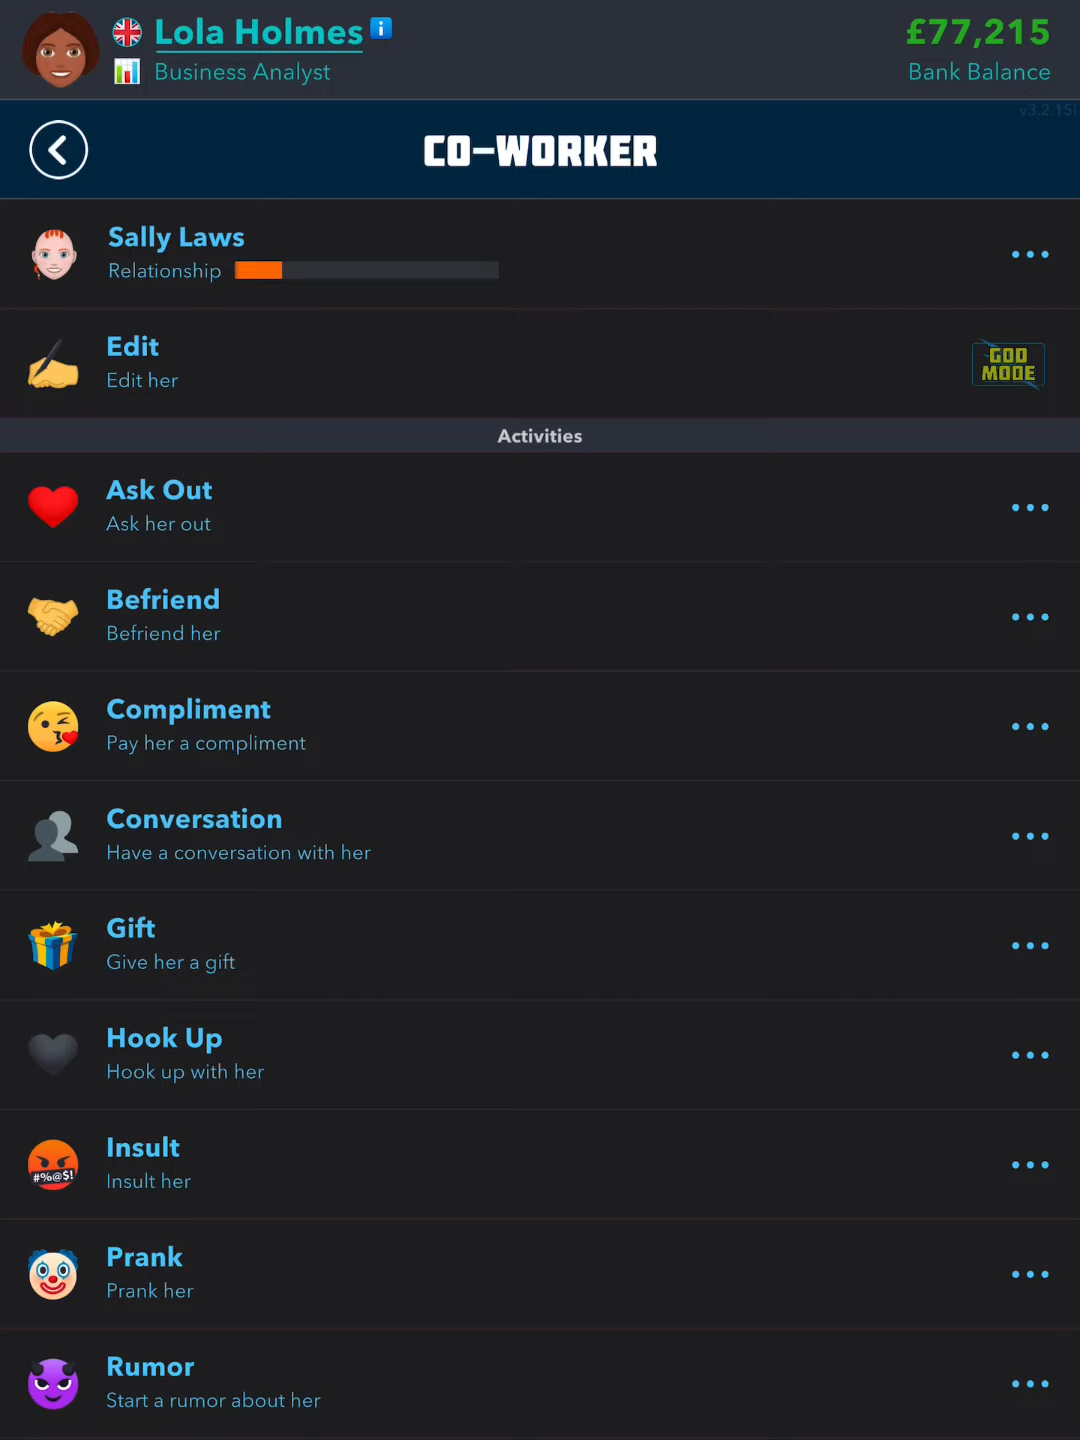 Lola Holmes
£77,215
Business Analyst
Bank Balance
v3.2.15i
CO-WORKER
Sally Laws
Relationship
Edit
Edit her
GOD
MODE
Activities
Ask Out
Ask her out
Befriend
Befriend her
Compliment
Pay her a compliment
Conversation
Have a conversation with her
Gift
Give her a gift
Hook Up
Hook up with her
Insult
Insult her
#%@$!
Prank
Prank her
Rumor
Start a rumor about her